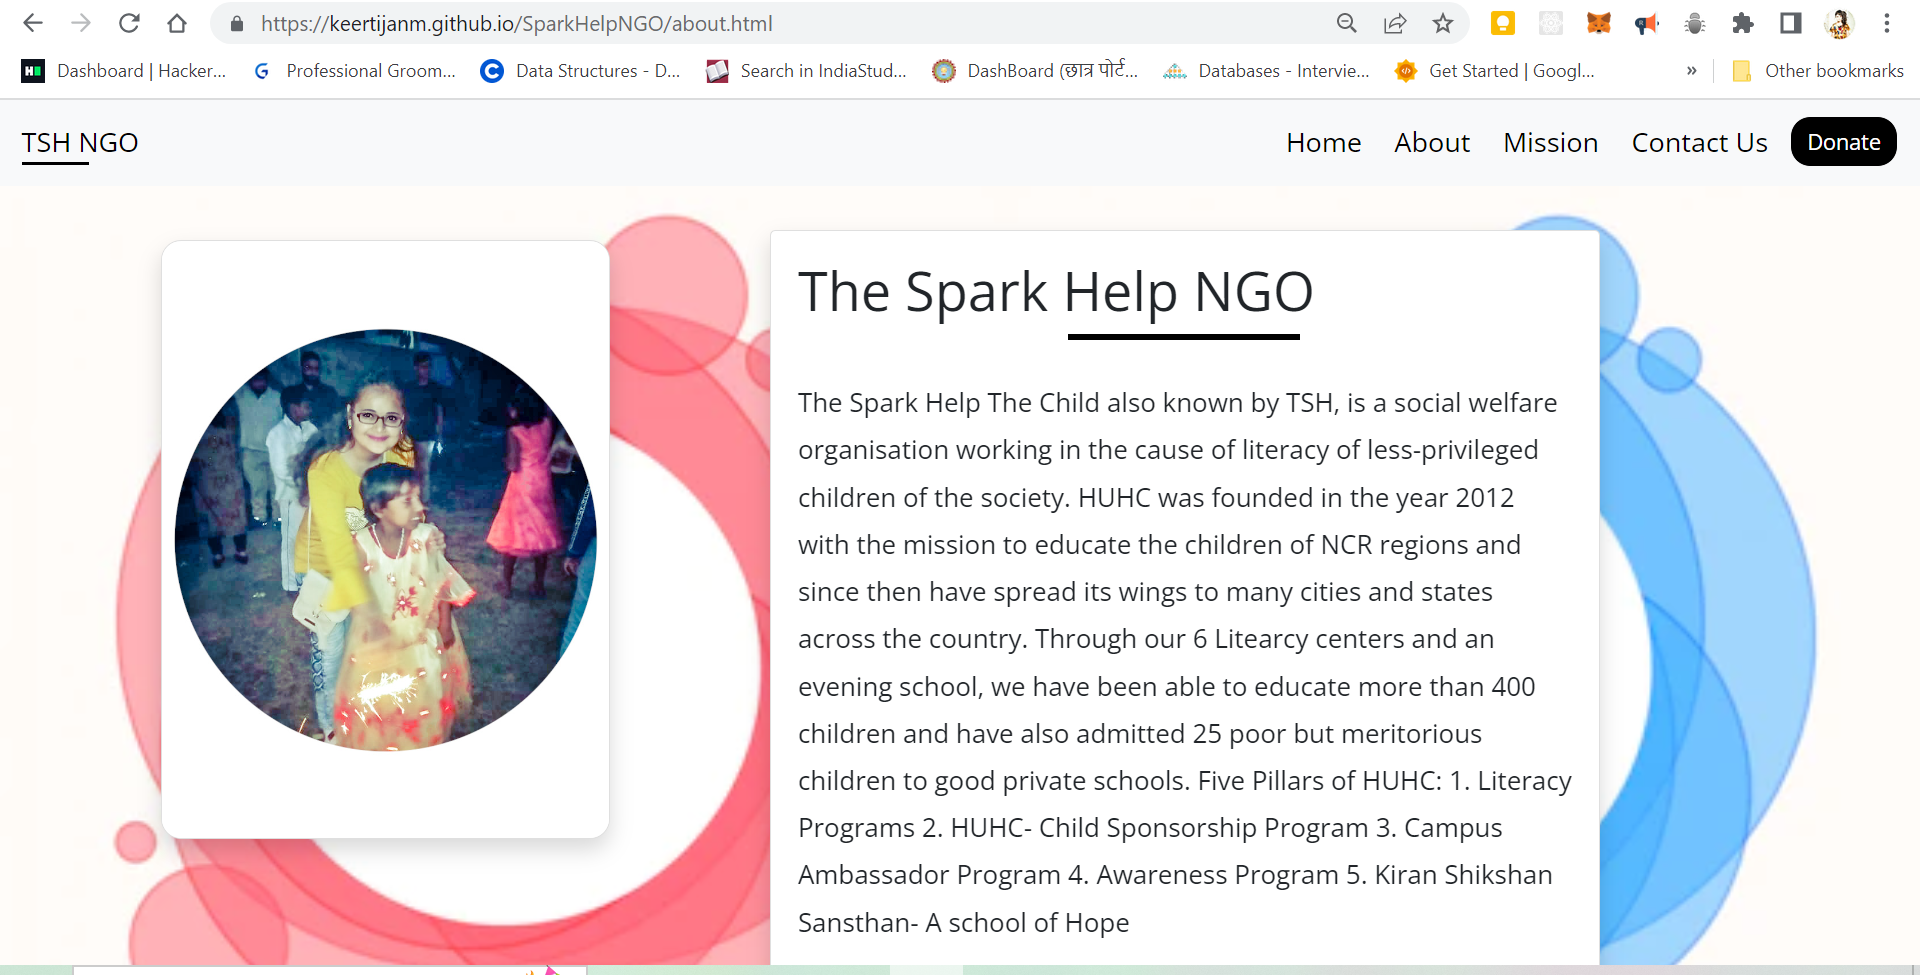 https://keertijanm.github.io/SparkHelpNGO/about.html
Dashboard | Hacker... Professional Groom... Data Structures - D... Search in IndiaStud... DashBoard (छात्र पोर्ट... Databases - Intervie... Get Started | Googl... » Other bookmarks
TSH NGO Home About Mission Contact Us Donate
The Spark Help NGO
The Spark Help The Child also known by TSH, is a social welfare
organisation working in the cause of literacy of less-privileged
children of the society. HUHC was founded in the year 2012
with the mission to educate the children of NCR regions and
since then have spread its wings to many cities and states
across the country. Through our 6 Litearcy centers and an
evening school, we have been able to educate more than 400
children and have also admitted 25 poor but meritorious
children to good private schools. Five Pillars of HUHC: 1. Literacy
Programs 2. HUHC- Child Sponsorship Program 3. Campus
Ambassador Program 4. Awareness Program 5. Kiran Shikshan
Sansthan- A school of Hope